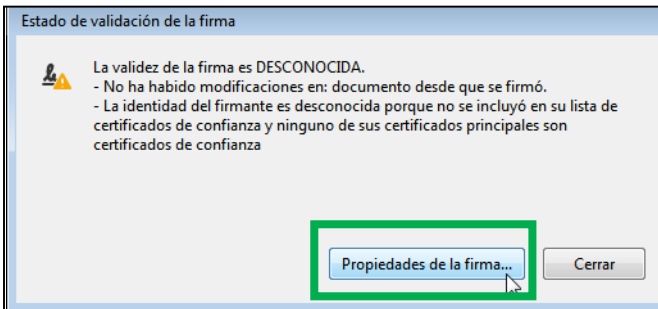 Estado de validación de la firma
La validez de la firma es DESCONOCIDA.
- No ha habido modificaciones en: documento desde que se firmó.
- La identidad del firmante es desconocida porque no se incluyó en su lista de
certificados de confianza y ninguno de sus certificados principales son
certificados de confianza
Propiedades de la firma...
Cerrar